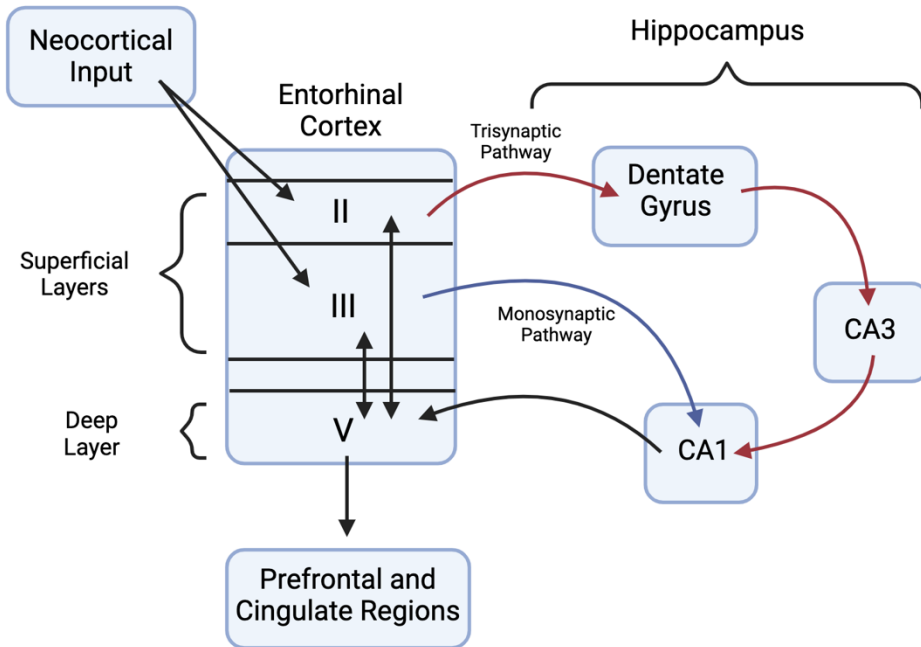 Neocortical
Input
Hippocampus
Entorhinal
Cortex
Trisynaptic
Pathway
Dentate
Gyrus
II
Superficial
Layers
III
Monosynaptic
Pathway
CA3
Deep
Layer
V
CA1
Prefrontal and
Cingulate Regions